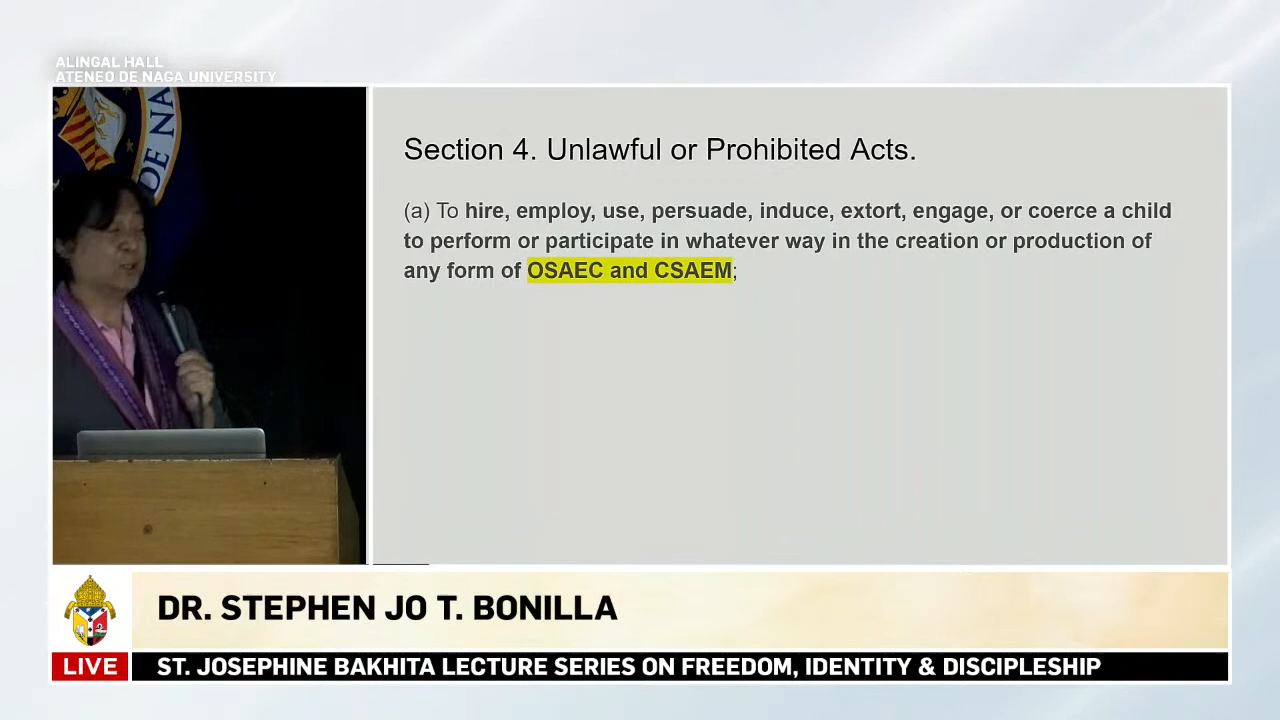 ALINGAL HALL
ATENEO DE NAGA UNIVERSITY
DE NA
Section 4. Unlawful or Prohibited Acts.
(a) To hire, employ, use, persuade, induce, extort, engage, or coerce a child
to perform or participate in whatever way in the creation or production of
any form of OSAEC and CSAEM;
DR. STEPHEN JO T. BONILLA
LIVE
ST. JOSEPHINE BAKHITA LECTURE SERIES ON FREEDOM, IDENTITY & DISCIPLESHIP